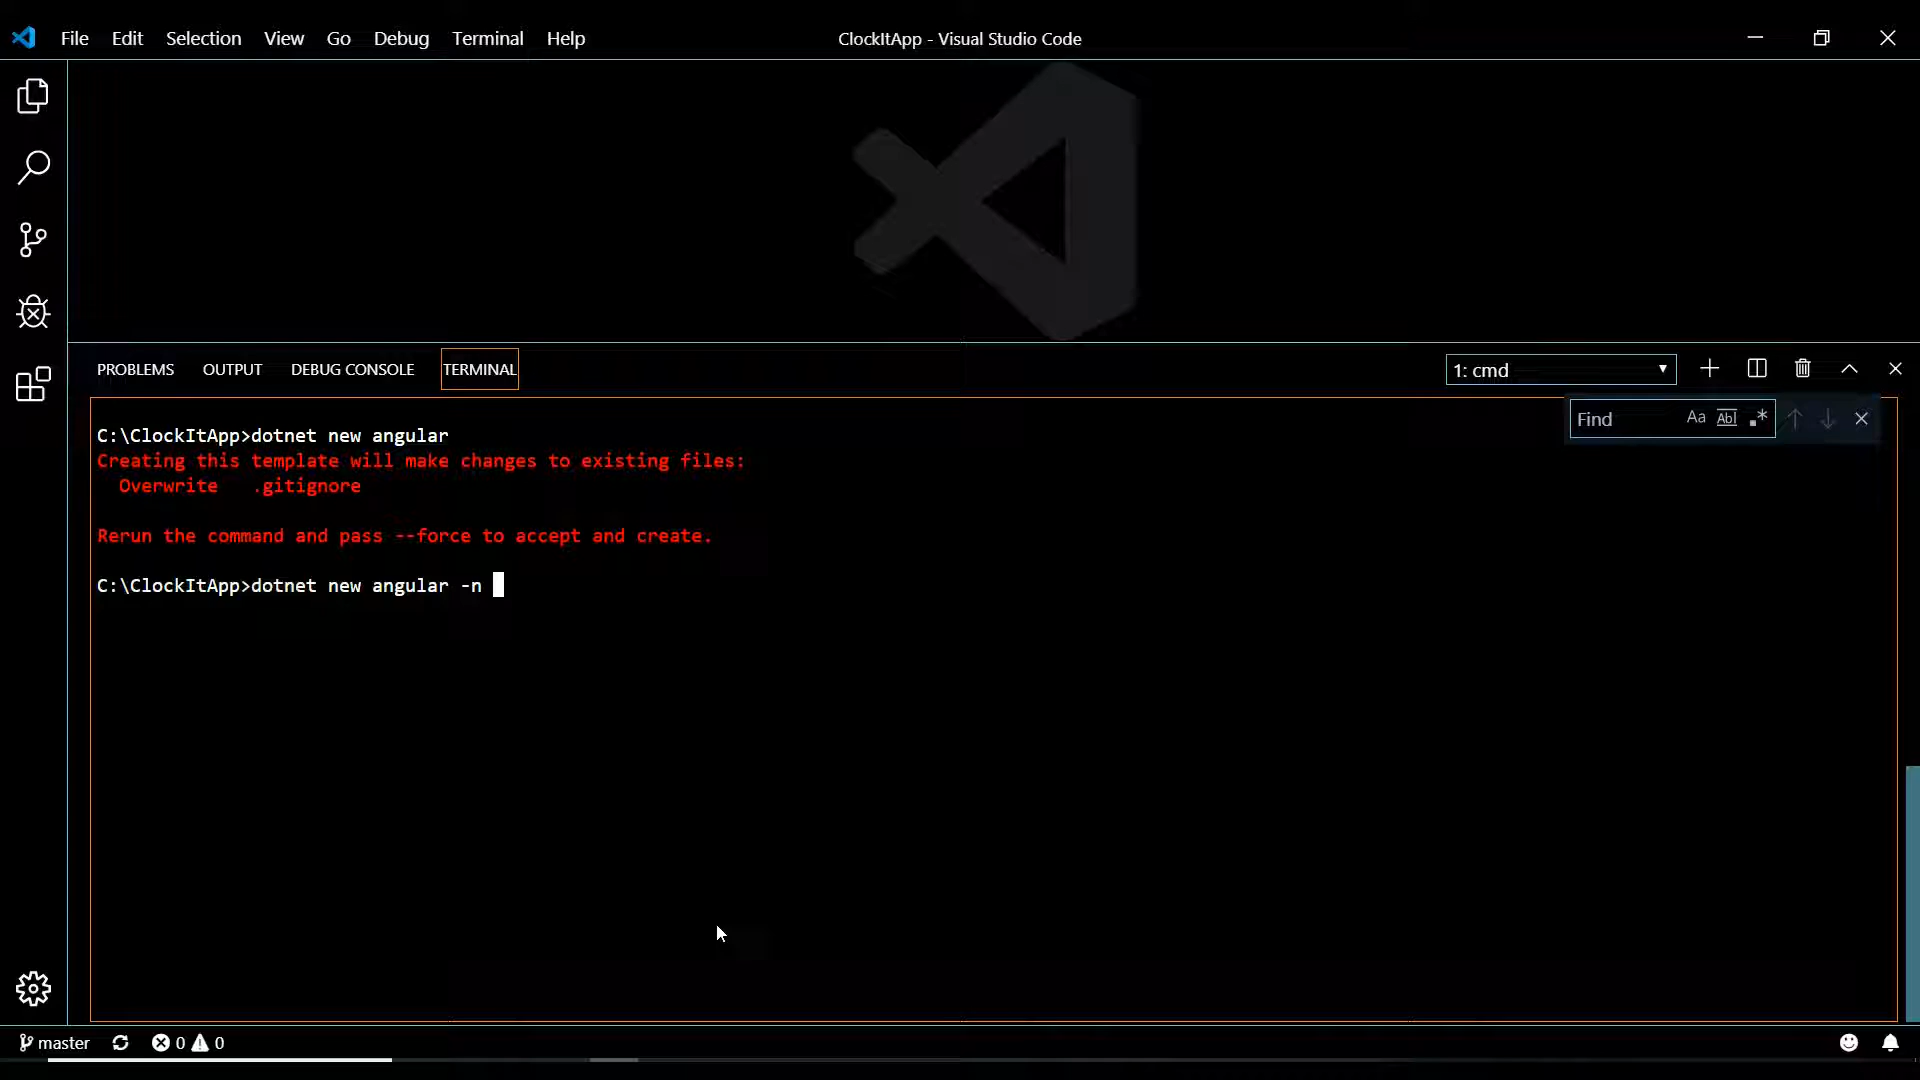 File Edit Selection View Go Debug Terminal Help
ClockItApp - Visual Studio Code
PROBLEMS OUTPUT DEBUG CONSOLE TERMINAL
1: cmd
Find Aa Abl .*
C:\ClockItApp>dotnet new angular
Creating this template will make changes to existing files:
Overwrite .gitignore
Rerun the command and pass --force to accept and create.
C:\ClockItApp>dotnet new angular -n
master 0 0